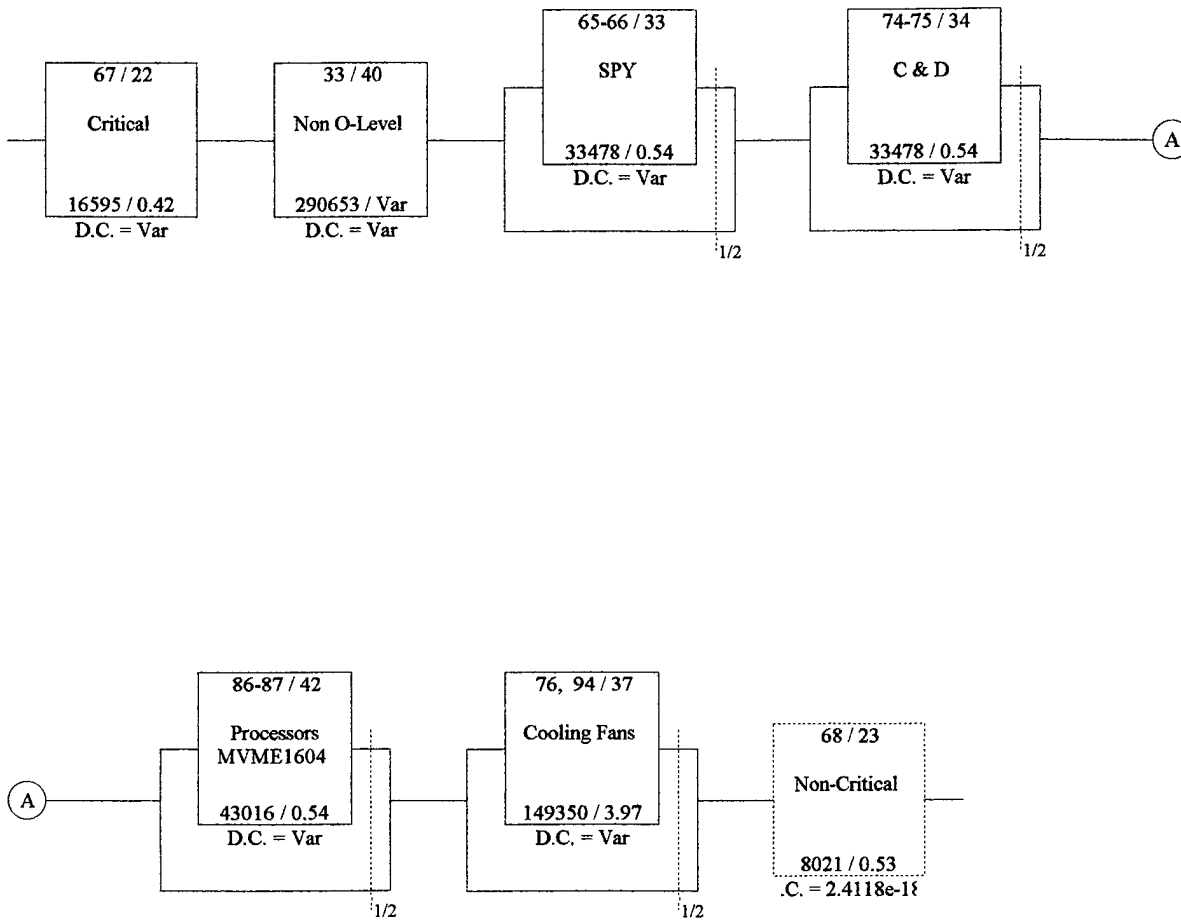 67 / 22
Critical
16595 / 0.42
D.C. = Var
33 / 40
Non O-Level
290653 / Var
D.C. = Var
65-66 / 33
SPY
33478 / 0.54
D.C. = Var
1/2
74-75 / 34
C & D
33478 / 0.54
D.C. = Var
1/2
A
A
86-87 / 42
Processors
MVME1604
43016 / 0.54
D.C. = Var
1/2
76, 94 / 37
Cooling Fans
149350 / 3.97
D.C. = Var
1/2
68 / 23
Non-Critical
8021 / 0.53
.C. = 2.4118e-18